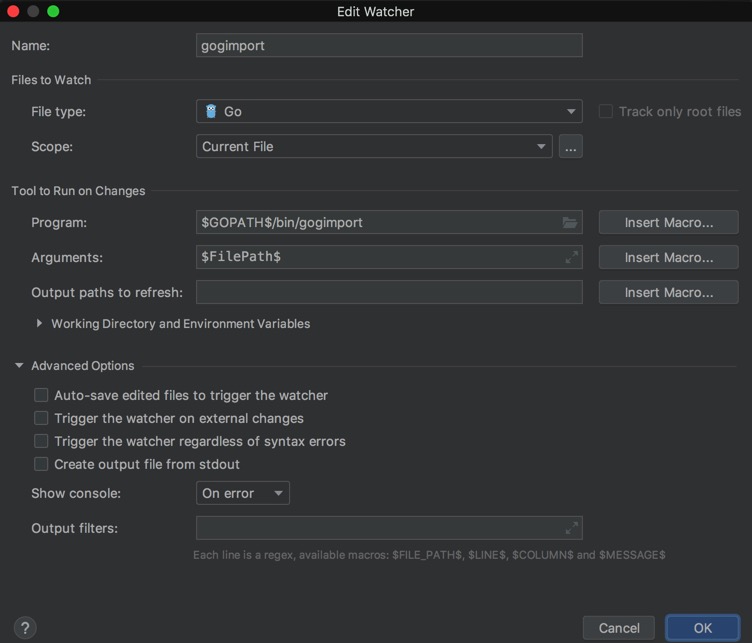 Edit Watcher
Name: gogimport
Files to Watch
File type: Go Track only root files
Scope: Current File ...
Tool to Run on Changes
Program: $GOPATH$/bin/gogimport Insert Macro...
Arguments: $FilePath$ Insert Macro...
Output paths to refresh: Insert Macro...
Working Directory and Environment Variables
Advanced Options
Auto-save edited files to trigger the watcher
Trigger the watcher on external changes
Trigger the watcher regardless of syntax errors
Create output file from stdout
Show console: On error
Output filters:
Each line is a regex, available macros: $FILE_PATH$, $LINE$, $COLUMN$ and $MESSAGE$
? Cancel OK